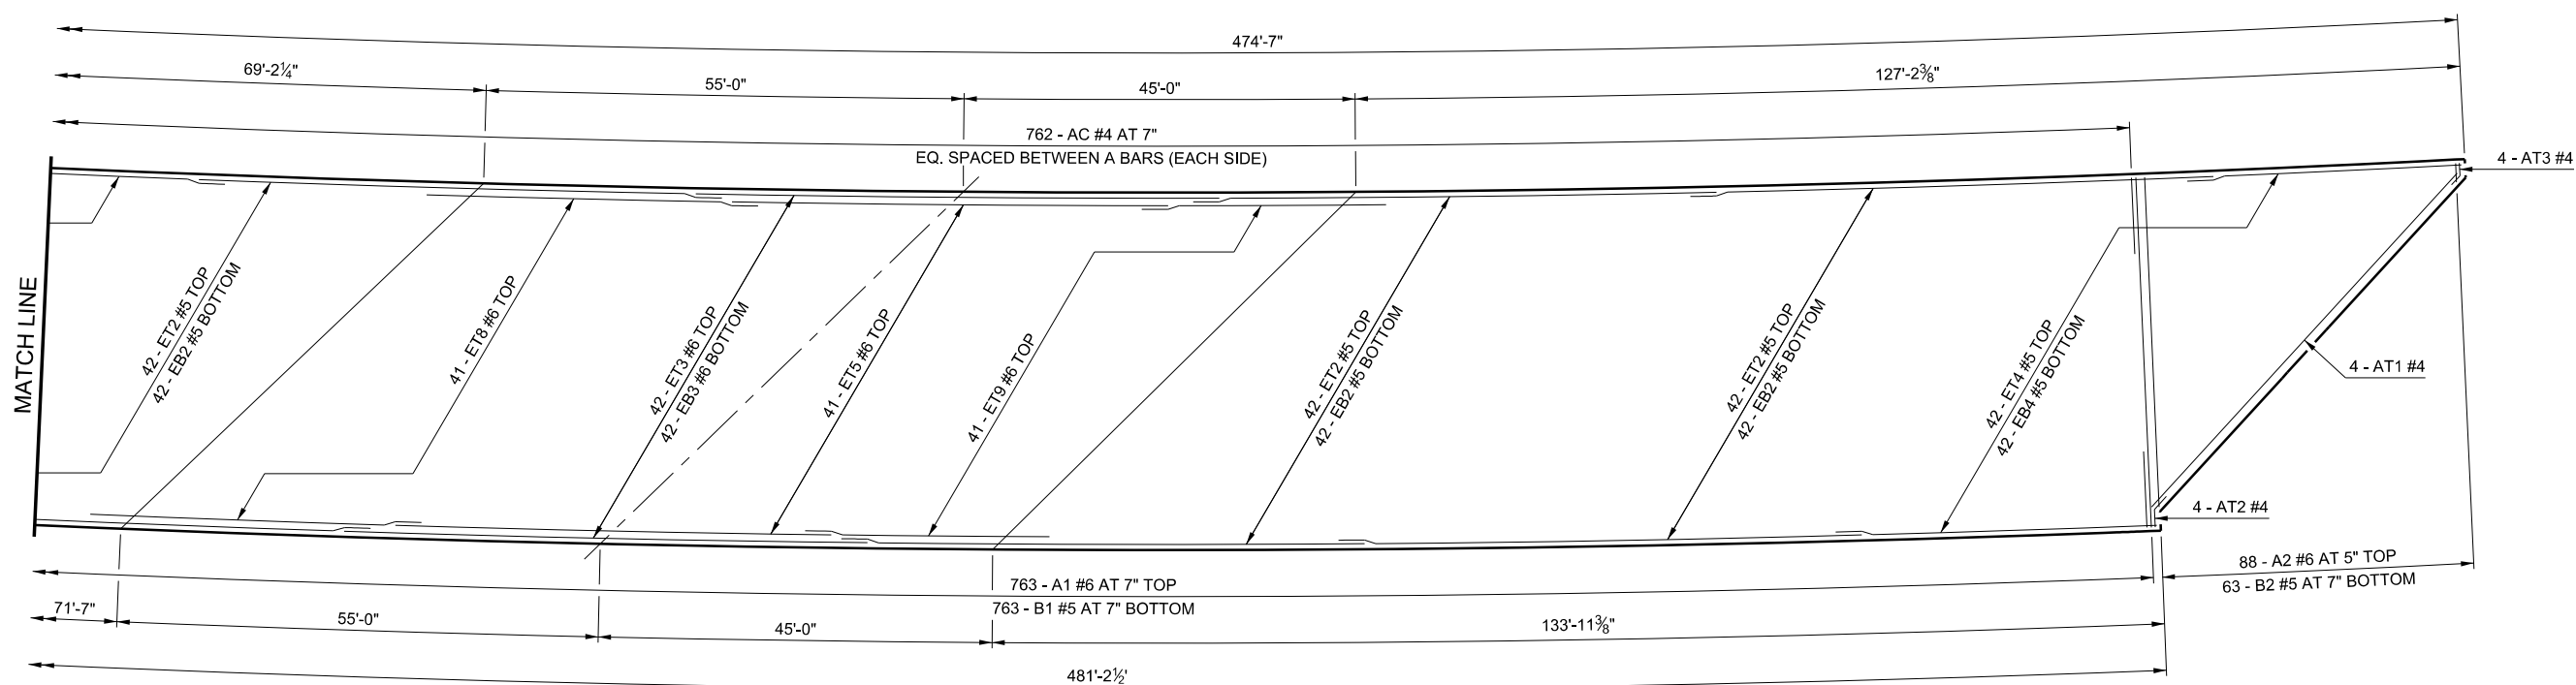 474'-7"
69'-2¼"
55'-0"
45'-0"
127'-2⅜"
762 - AC #4 AT 7"
EQ. SPACED BETWEEN A BARS (EACH SIDE)
4 - AT3 #4
MATCH LINE
42 - ET2 #5 TOP
42 - EB2 #5 BOTTOM
41 - ET8 #6 TOP
42 - ET3 #6 TOP
42 - EB3 #6 BOTTOM
41 - ET5 #6 TOP
41 - ET9 #6 TOP
42 - ET2 #5 TOP
42 - EB2 #5 BOTTOM
42 - ET2 #5 TOP
42 - EB2 #5 BOTTOM
42 - ET4 #5 TOP
42 - EB4 #5 BOTTOM
4 - AT1 #4
4 - AT2 #4
763 - A1 #6 AT 7" TOP
763 - B1 #5 AT 7" BOTTOM
88 - A2 #6 AT 5" TOP
63 - B2 #5 AT 7" BOTTOM
71'-7"
55'-0"
45'-0"
133'-11⅜"
481'-2½'